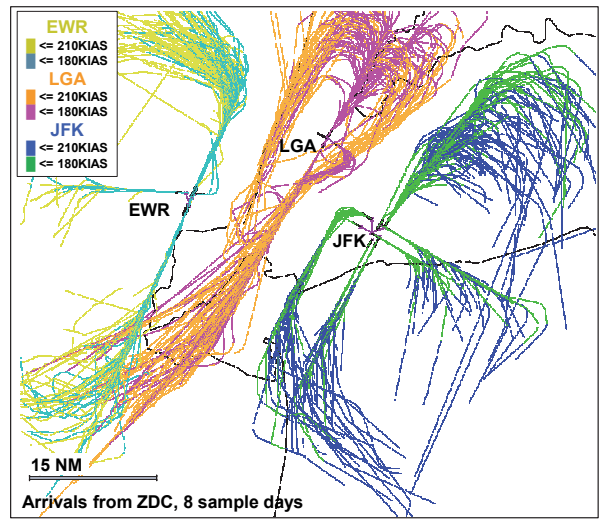 EWR
<= 210KIAS
<= 180KIAS
LGA
<= 210KIAS
<= 180KIAS
JFK
<= 210KIAS
<= 180KIAS
LGA
EWR
JFK
15 NM
Arrivals from ZDC, 8 sample days